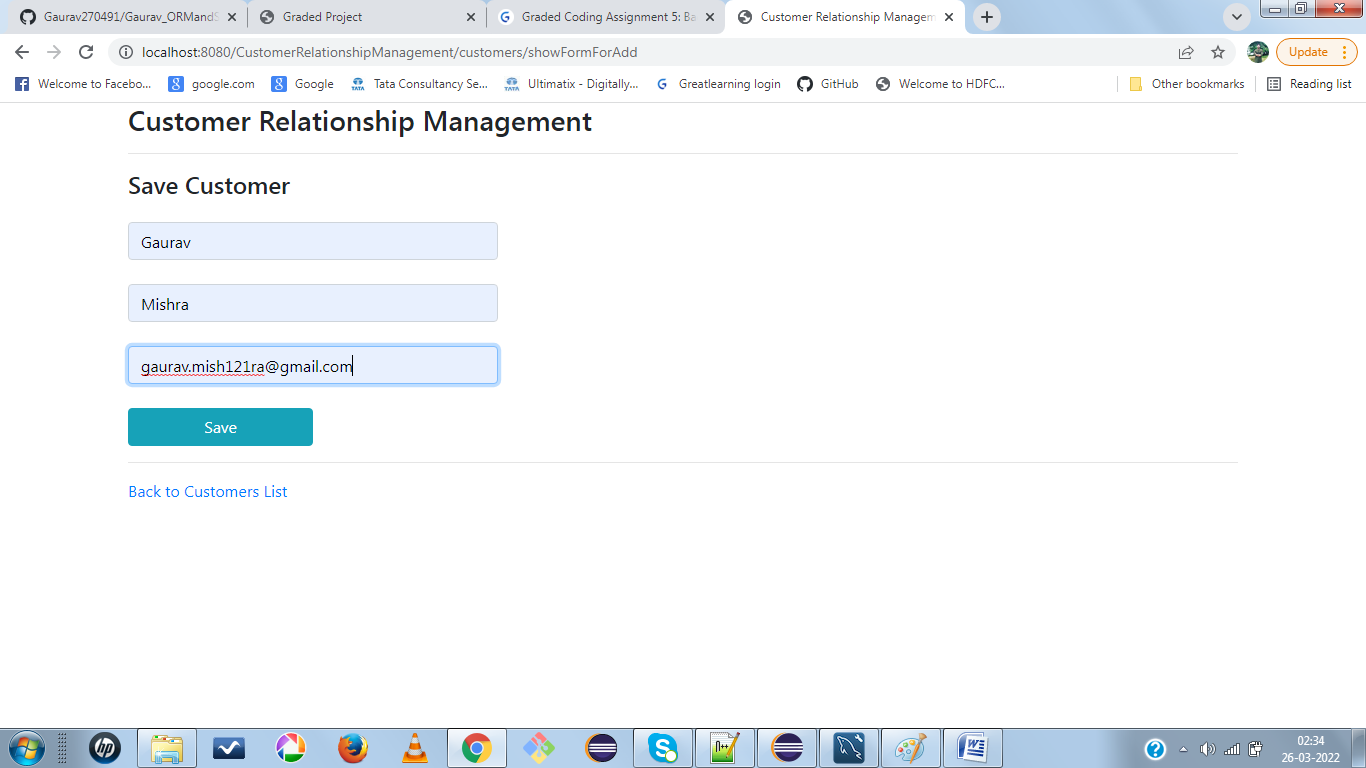 Gaurav270491/Gaurav_ORMandS
Graded Project
Graded Coding Assignment 5: Ba
Customer Relationship Managem
localhost:8080/CustomerRelationshipManagement/customers/showFormForAdd
Update
Welcome to Facebo...
google.com
Google
Tata Consultancy Se...
Ultimatix - Digitally...
Greatlearning login
GitHub
Welcome to HDFC...
Other bookmarks
Reading list
Customer Relationship Management
Save Customer
Gaurav
Mishra
gaurav.mish121ra@gmail.com
Save
Back to Customers List
02:34
26-03-2022